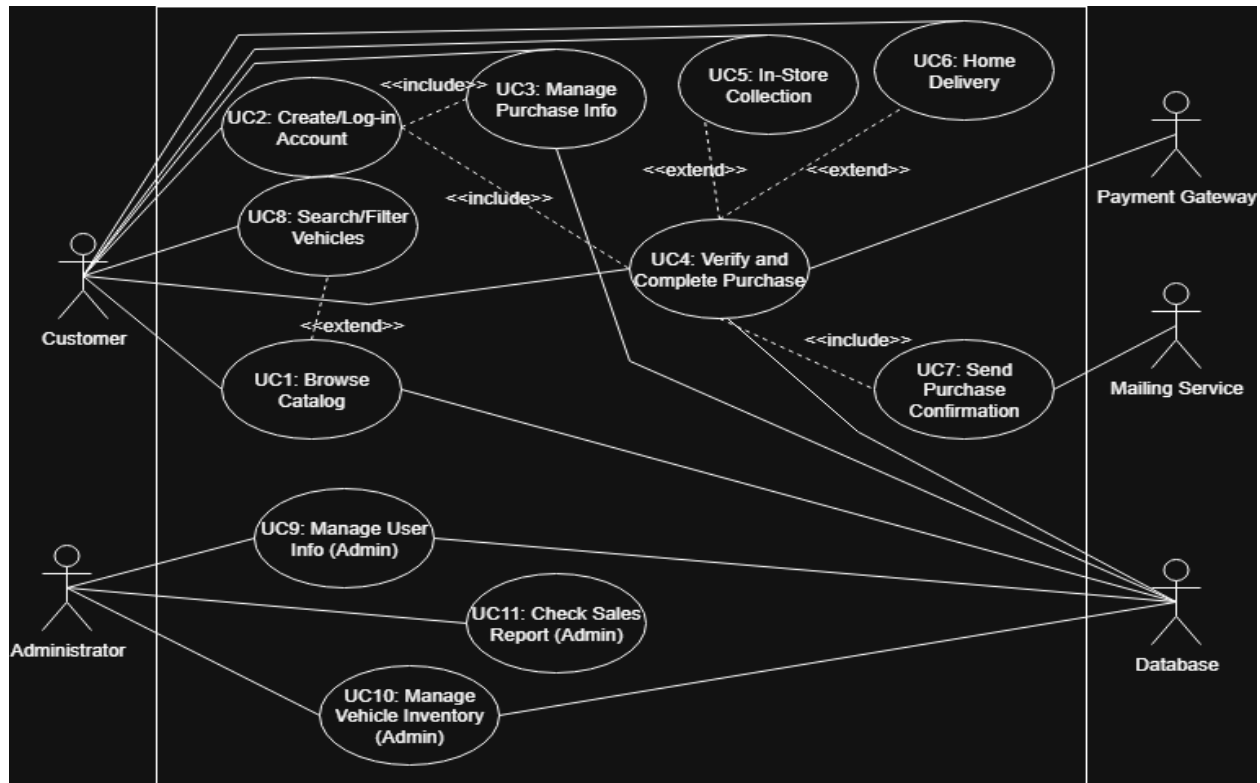 UC6: Home
Delivery
UC5: In-Store
Collection
<<include>>
UC3: Manage
Purchase Info
UC2: Create/Log-in
Account
<<extend>>
<<extend>>
Payment Gateway
<<include>>
UC8: Search/Filter
Vehicles
UC4: Verify and
Complete Purchase
Customer
<<extend>>
<<include>>
UC1: Browse
Catalog
UC7: Send
Purchase
Confirmation
Mailing Service
UC9: Manage User
Info (Admin)
UC11: Check Sales
Report (Admin)
Administrator
Database
UC10: Manage
Vehicle Inventory
(Admin)